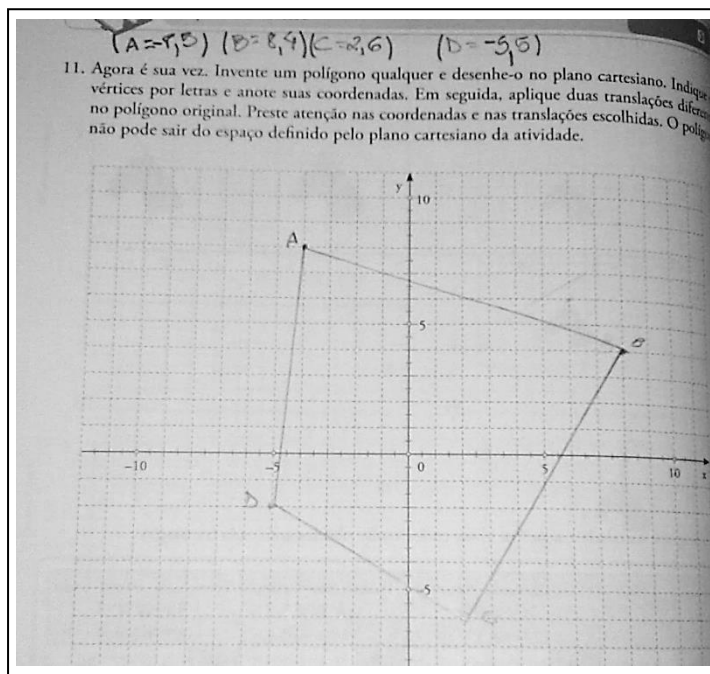 (A=-4,8) (B=8,4)(C-2,6) (D=-5,5)
11. Agora é sua vez. Invente um polígono qualquer e desenhe-o no plano cartesiano. Indique
vértices por letras e anote suas coordenadas. Em seguida, aplique duas translações
no polígono original. Preste atenção nas coordenadas e nas translações escolhidas. O
não pode sair do espaço definido pelo plano cartesiano da atividade.
y
10
A
5
B
-10
-5
0
5
10
x
D
-5